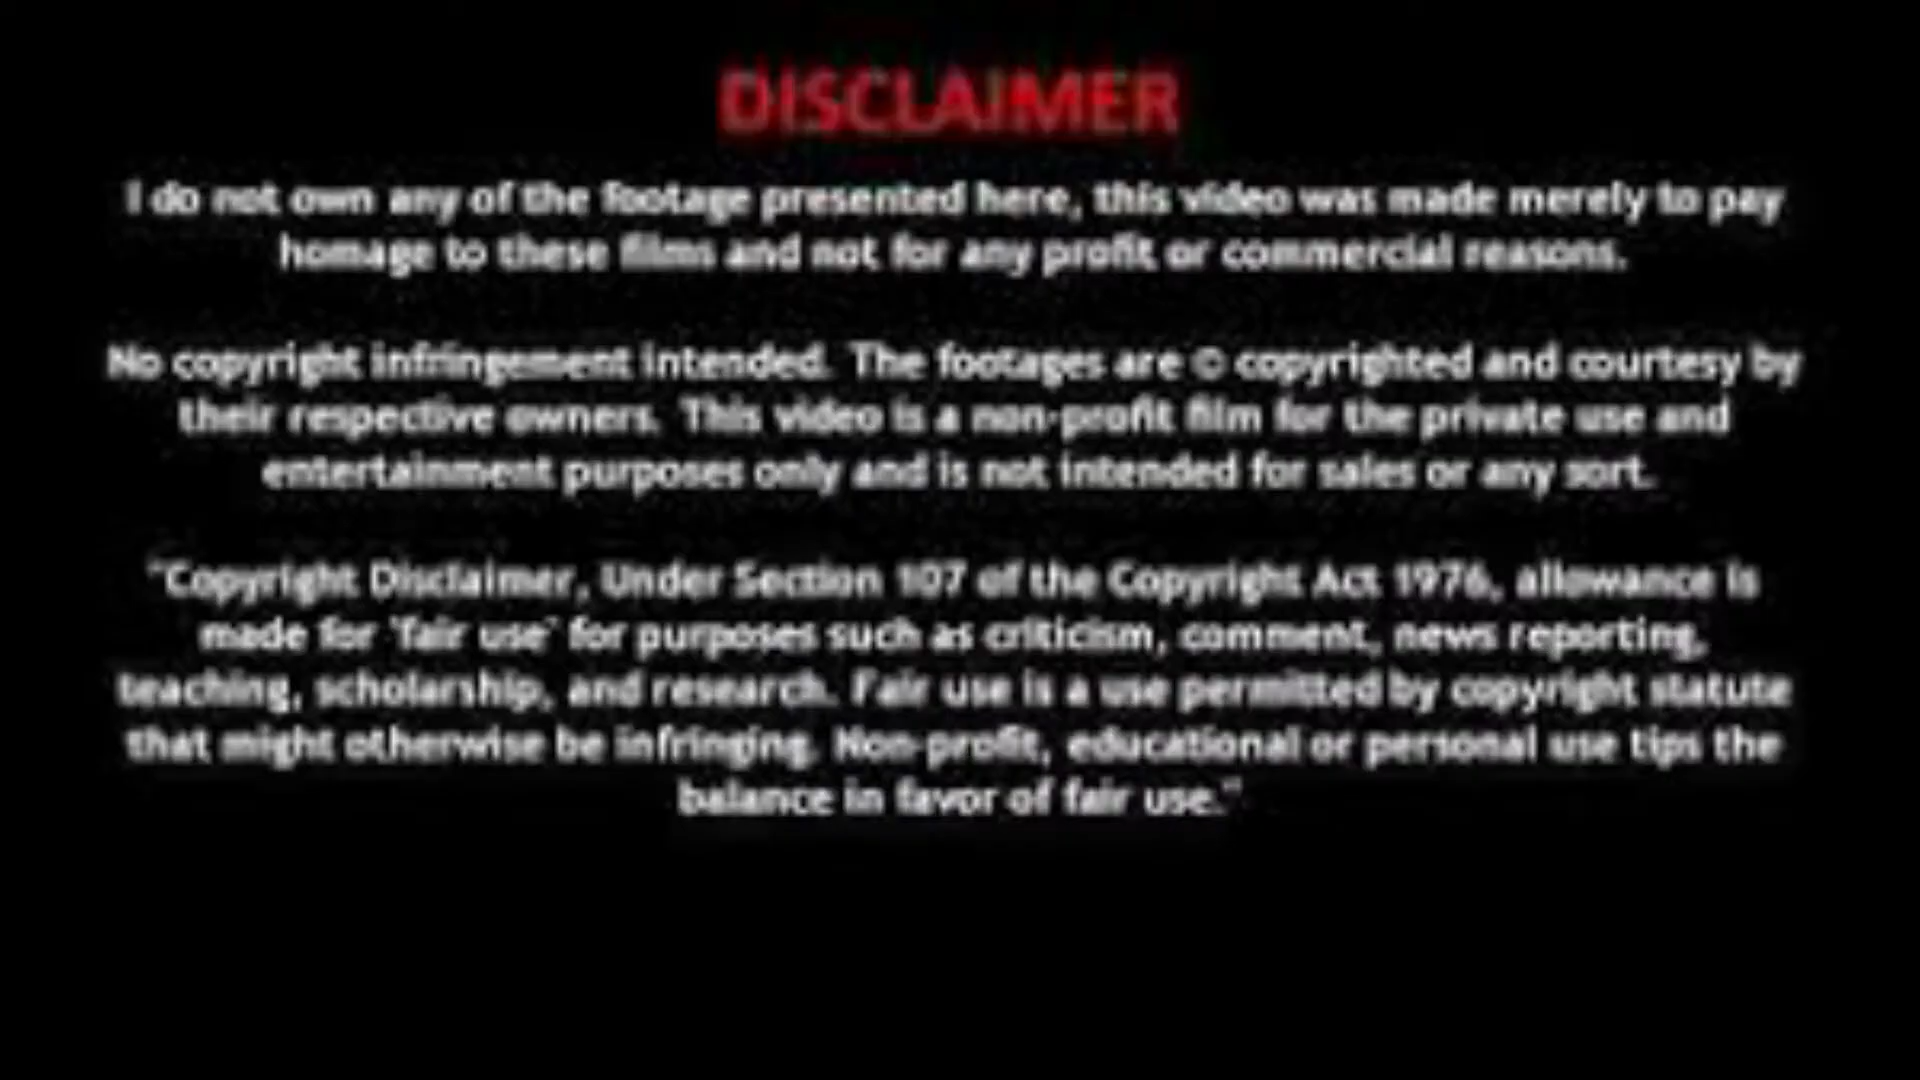 DISCLAIMER
I do not own any of the footage presented here, this video was made merely to pay
homage to these films and not for any profit or commercial reasons.
No copyright infringement intended. The footages are © copyrighted and courtesy by
their respective owners. This video is a non-profit film for the private use and
entertainment purposes only and is not intended for sales or any sort.
"Copyright Disclaimer, Under Section 107 of the Copyright Act 1976, allowance is
made for 'fair use' for purposes such as criticism, comment, news reporting,
teaching, scholarship, and research. Fair use is a use permitted by copyright statute
that might otherwise be infringing. Non-profit, educational or personal use tips the
balance in favor of fair use."